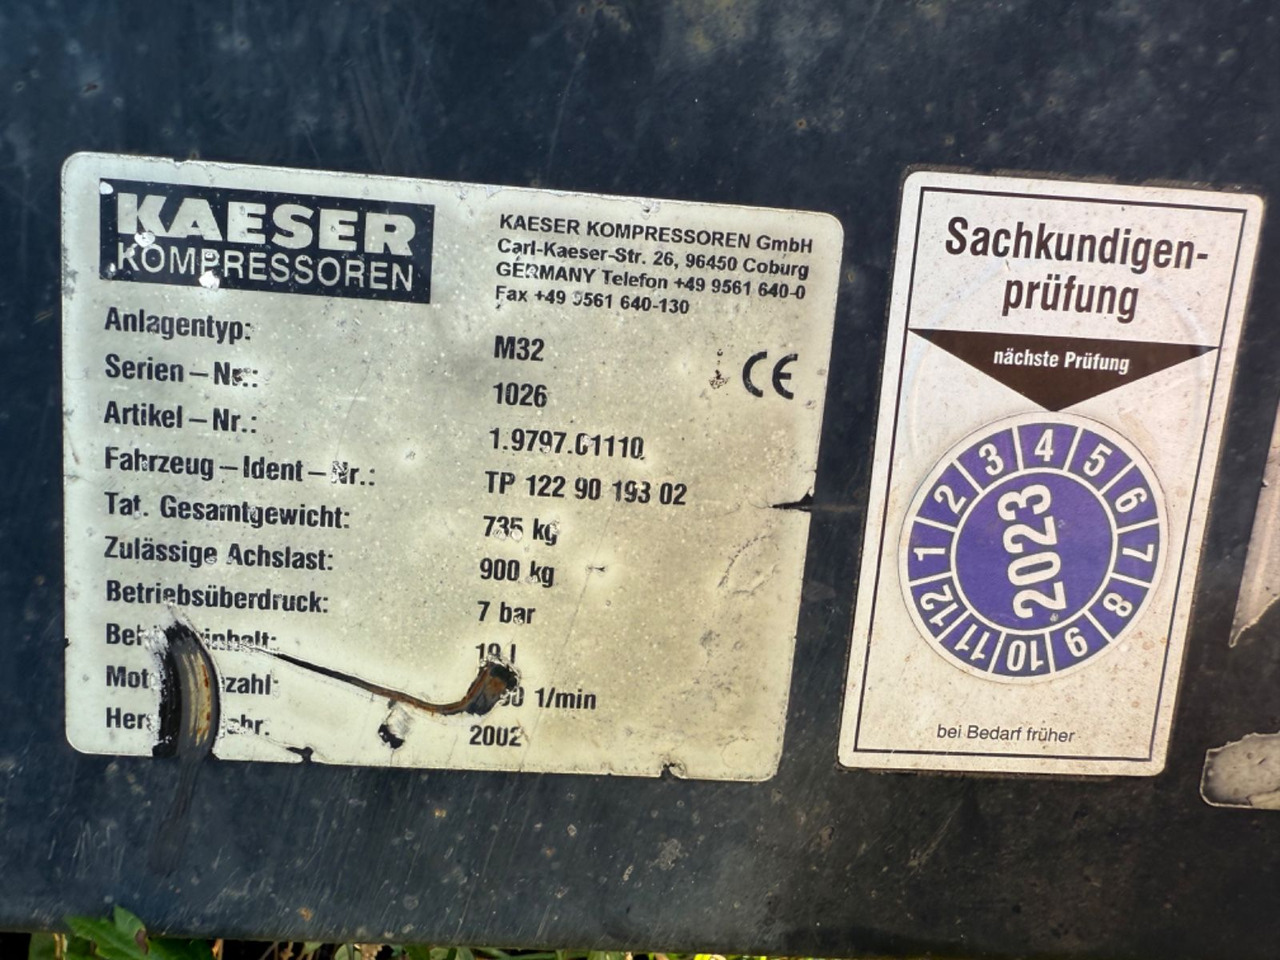 KAESER
KOMPRESSOREN
KAESER KOMPRESSOREN GmbH
Carl-Kaeser-Str. 26, 96450 Coburg
GERMANY Telefon +49 9561 640-0
Fax +49 9561 640-130
CE
Anlagentyp: M32
Serien-Nr.: 1026
Artikel-Nr.:
Fahrzeug-Ident-Nr.: TP 122 90 193 02
Tat. Gesamtgewicht: 735 kg
Zulässige Achslast: 900 kg
Betriebsüberdruck: 7 bar
1/min
2002
Sachkundigen-
prüfung
nächste Prüfung
1 2 3 4 5 6 7 8 9 10 11 12
2023
bei Bedarf früher